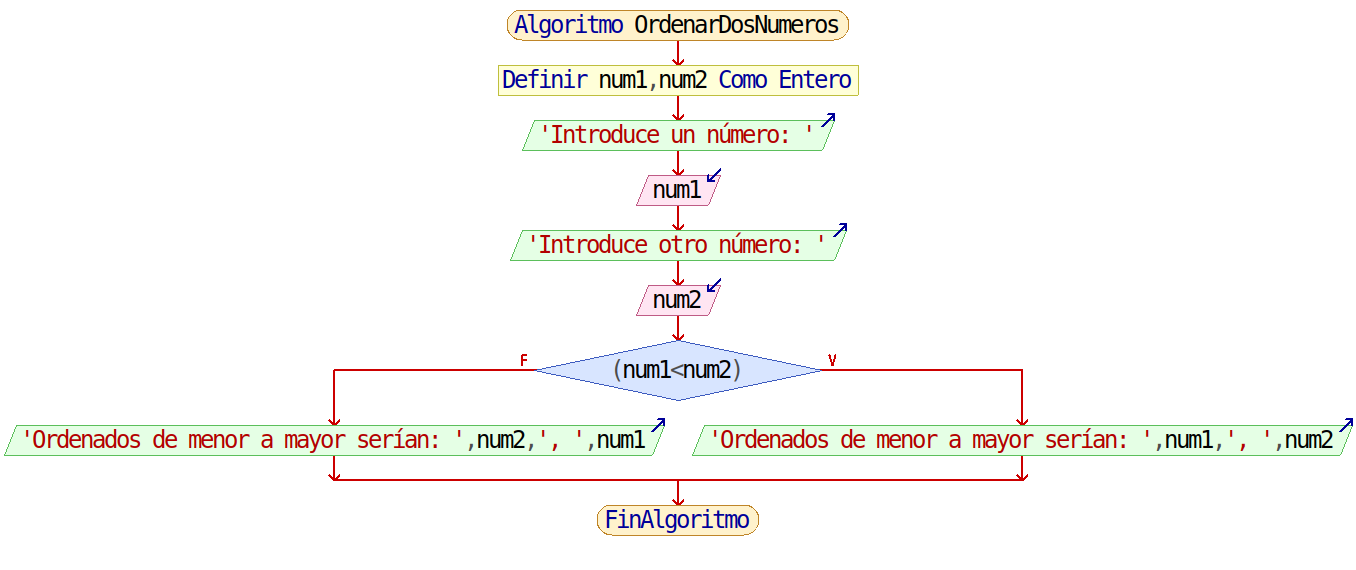 Algoritmo OrdenarDosNumeros
Definir num1,num2 Como Entero
'Introduce un número: '
num1
'Introduce otro número: '
num2
F
(num1<num2)
V
'Ordenados de menor a mayor serían: ',num2,', ',num1
'Ordenados de menor a mayor serían: ',num1,', ',num2
FinAlgoritmo